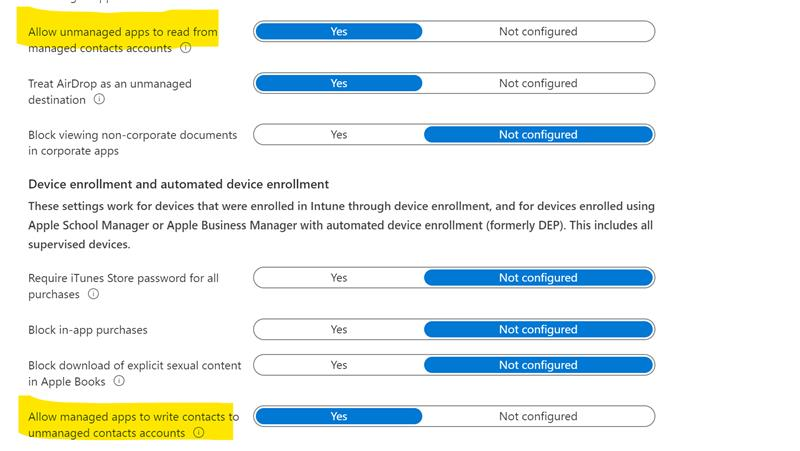 Allow unmanaged apps to read from
managed contacts accounts
Yes
Not configured
Treat AirDrop as an unmanaged
destination
Yes
Not configured
Block viewing non-corporate documents
in corporate apps
Yes
Not configured
Device enrollment and automated device enrollment
These settings work for devices that were enrolled in Intune through device enrollment, and for devices enrolled using
Apple School Manager or Apple Business Manager with automated device enrollment (formerly DEP). This includes all
supervised devices.
Require iTunes Store password for all
purchases
Yes
Not configured
Block in-app purchases
Yes
Not configured
Block download of explicit sexual content
in Apple Books
Yes
Not configured
Allow managed apps to write contacts to
unmanaged contacts accounts
Yes
Not configured